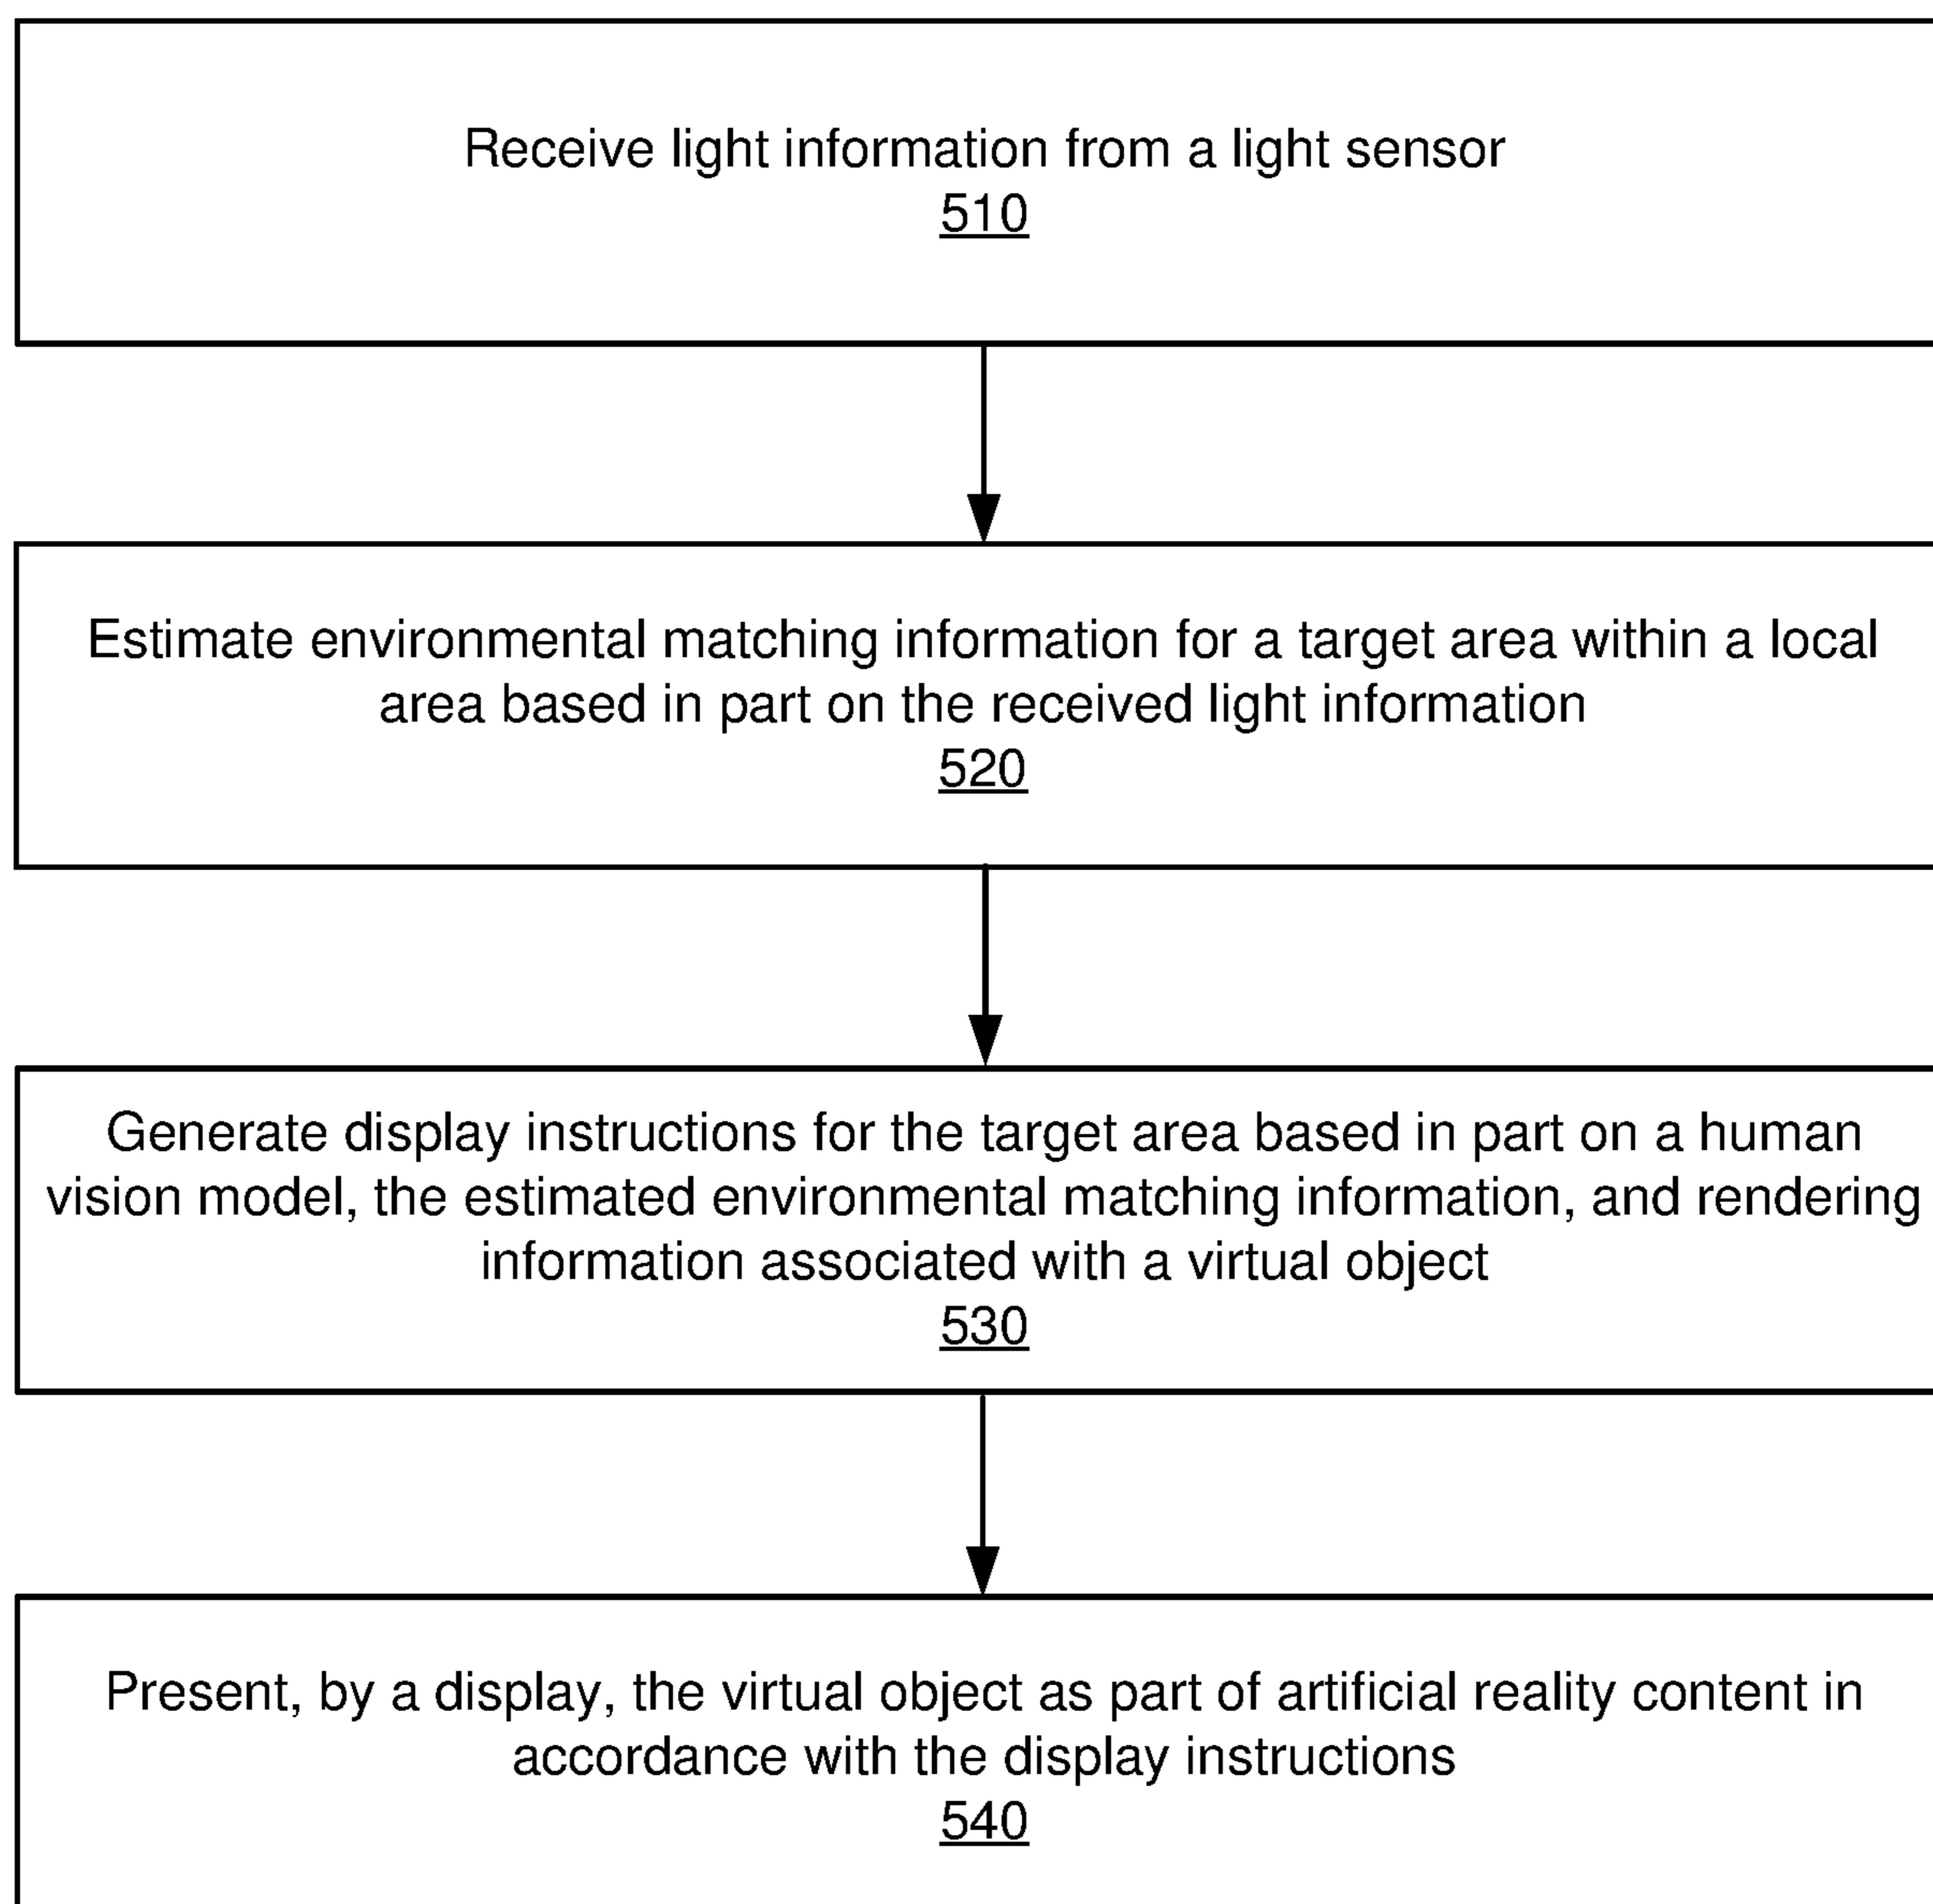 Receive light information from a light sensor
510
Estimate environmental matching information for a target area within a local
area based in part on the received light information
520
Generate display instructions for the target area based in part on a human
vision model, the estimated environmental matching information, and rendering
information associated with a virtual object
530
Present, by a display, the virtual object as part of artificial reality content in
accordance with the display instructions
540